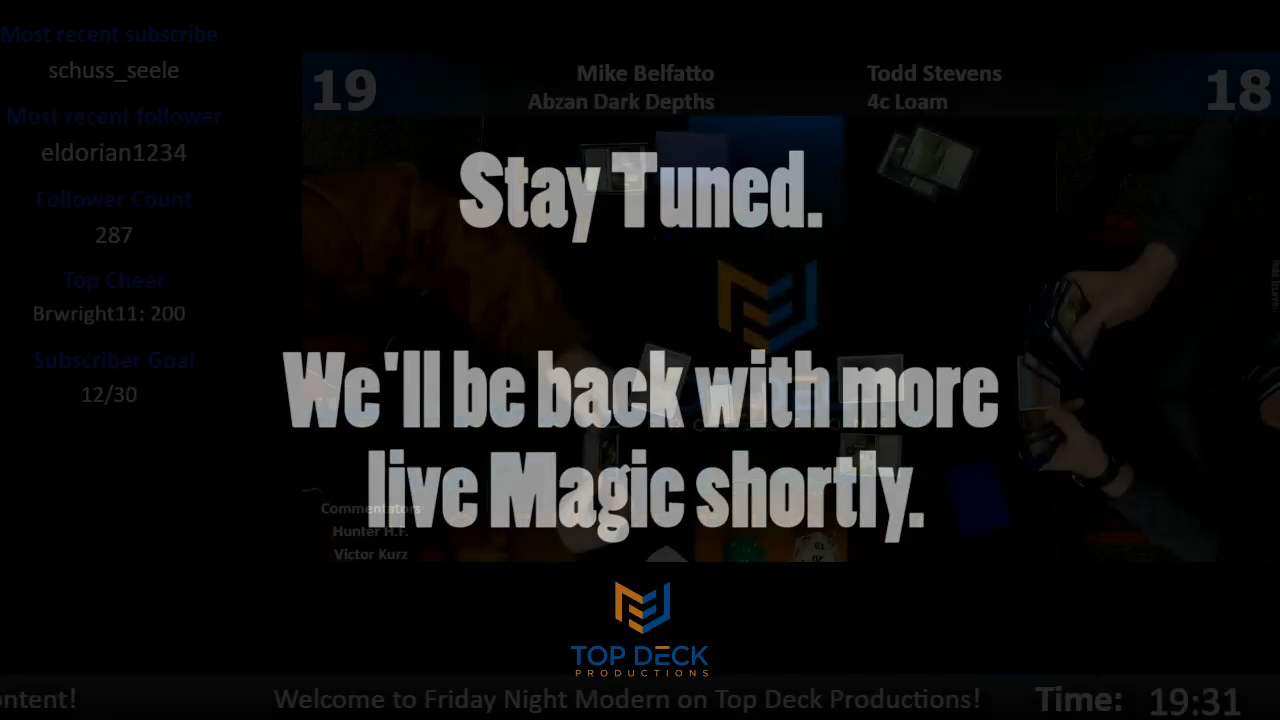 Most recent subscribe
schuss_seele
Most recent follower
eldorian1234
Follower Count
287
Top Cheer
Brwright11: 200
Subscriber Goal
12/30
19
Mike Belfatto
Abzan Dark Depths
Todd Stevens
4c Loam
18
Stay Tuned.
We'll be back with more
live Magic shortly.
Commentators
Hunter H.F.
Victor Kurz
TOP DECK
PRODUCTIONS
ontent!
Welcome to Friday Night Modern on Top Deck Productions!
Time: 19:31